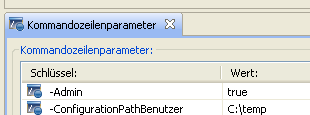 Kommandozeilenparameter
Kommandozeilenparameter:
Schlüssel: Wert:
-Admin true
-ConfigurationPathBenutzer C:\temp